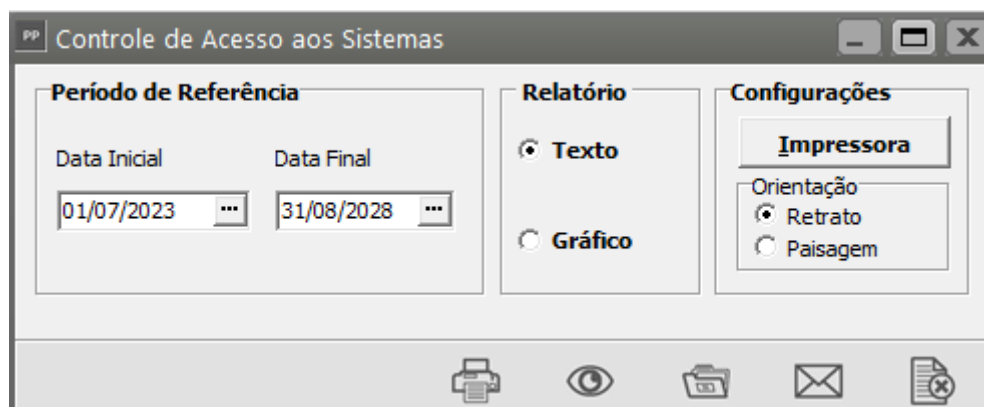 PP Controle de Acesso aos Sistemas
Período de Referência
Data Inicial Data Final
01/07/2023 ... 31/08/2028 ...
Relatório
Texto
Gráfico
Configurações
Impressora
Orientação
Retrato
Paisagem